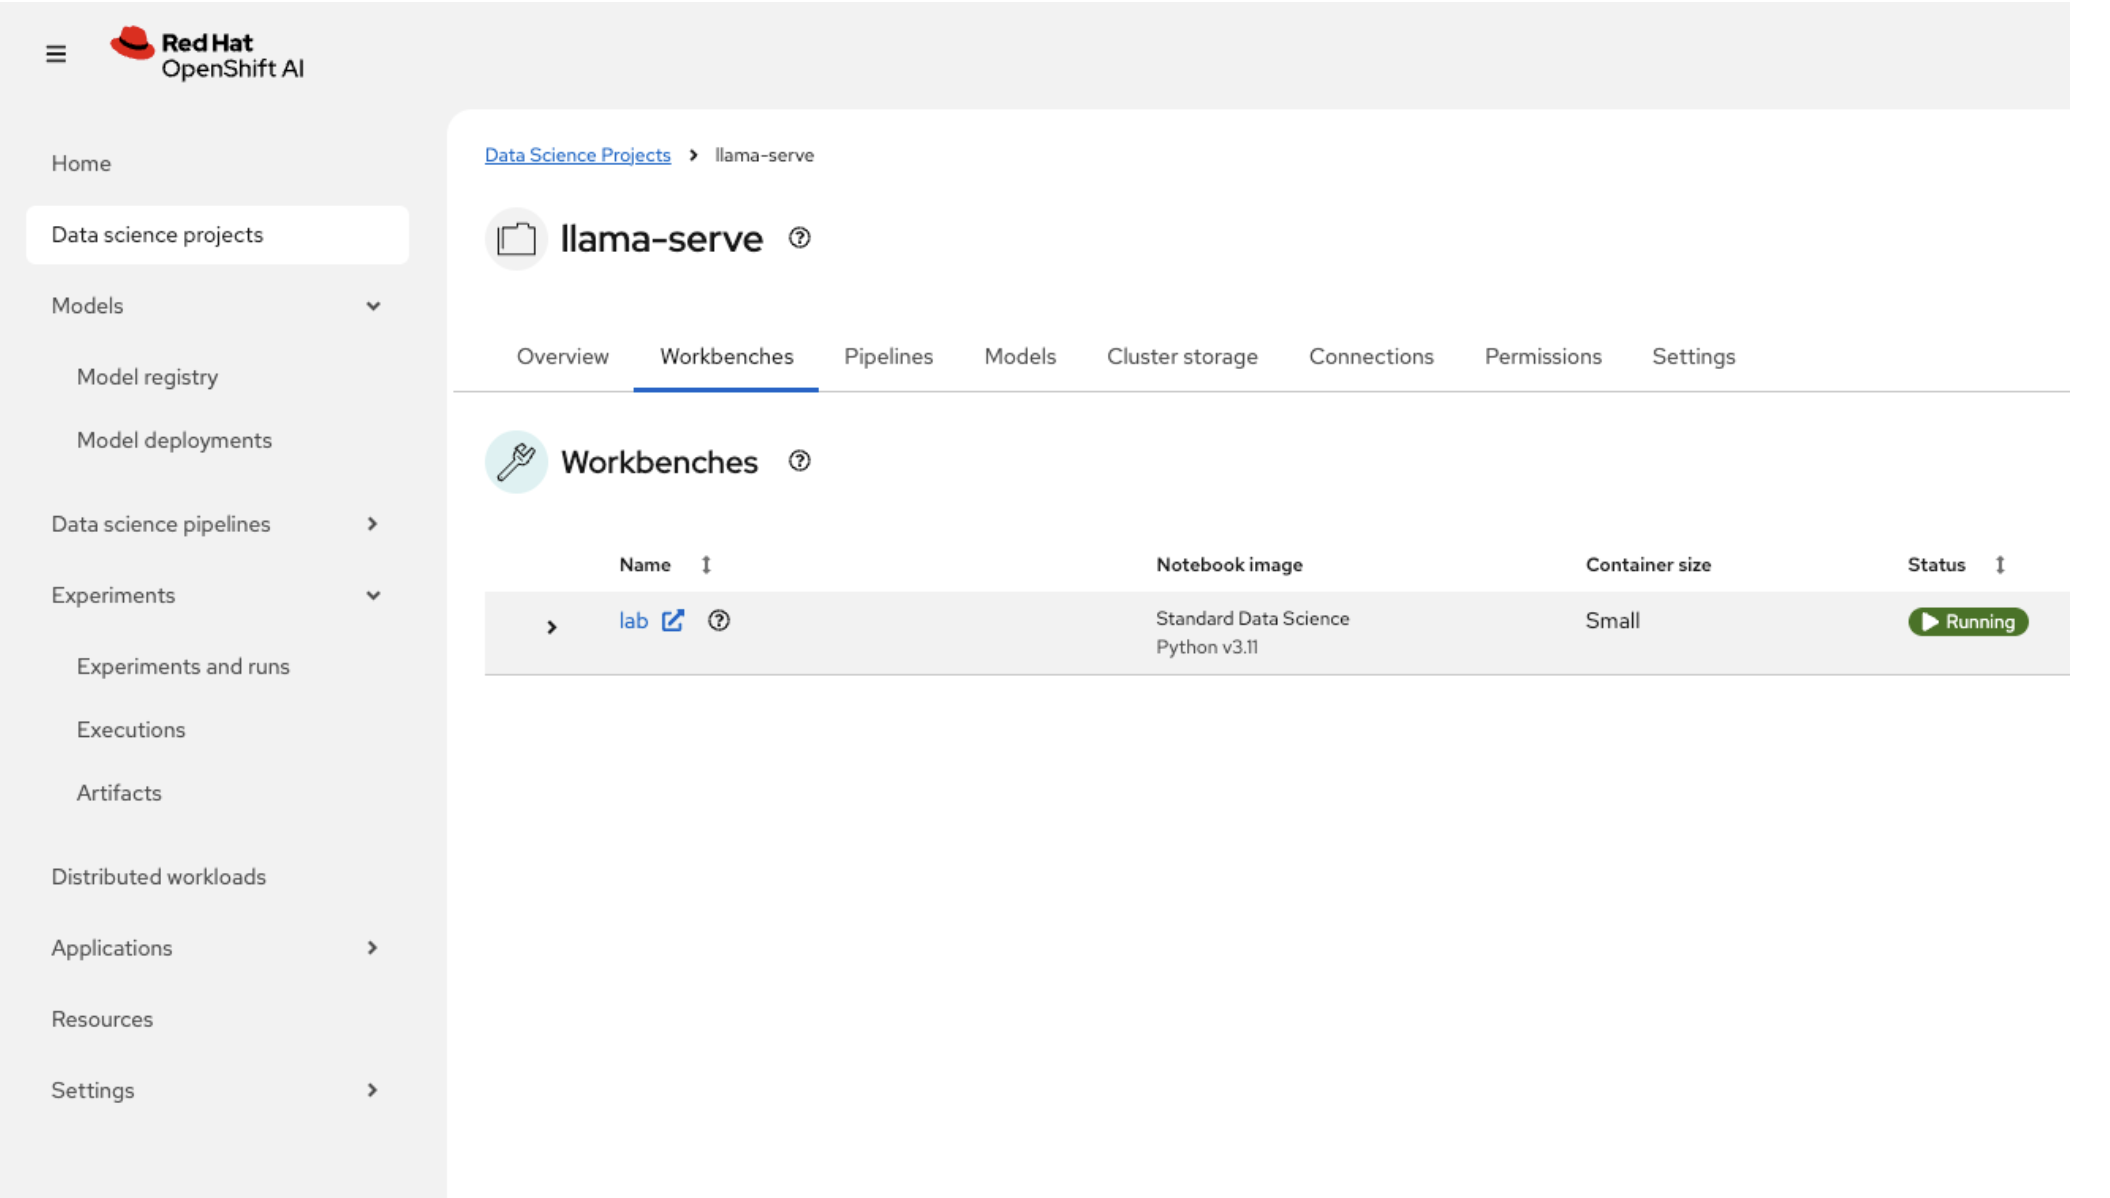 Red Hat
OpenShift AI
Home
Data science projects
Models
Model registry
Model deployments
Data science pipelines
Experiments
Experiments and runs
Executions
Artifacts
Distributed workloads
Applications
Resources
Settings
Data Science Projects > llama-serve
llama-serve
Overview Workbenches Pipelines Models Cluster storage Connections Permissions Settings
Workbenches
Name Notebook image Container size Status
lab Standard Data Science Small Running
Python v3.11